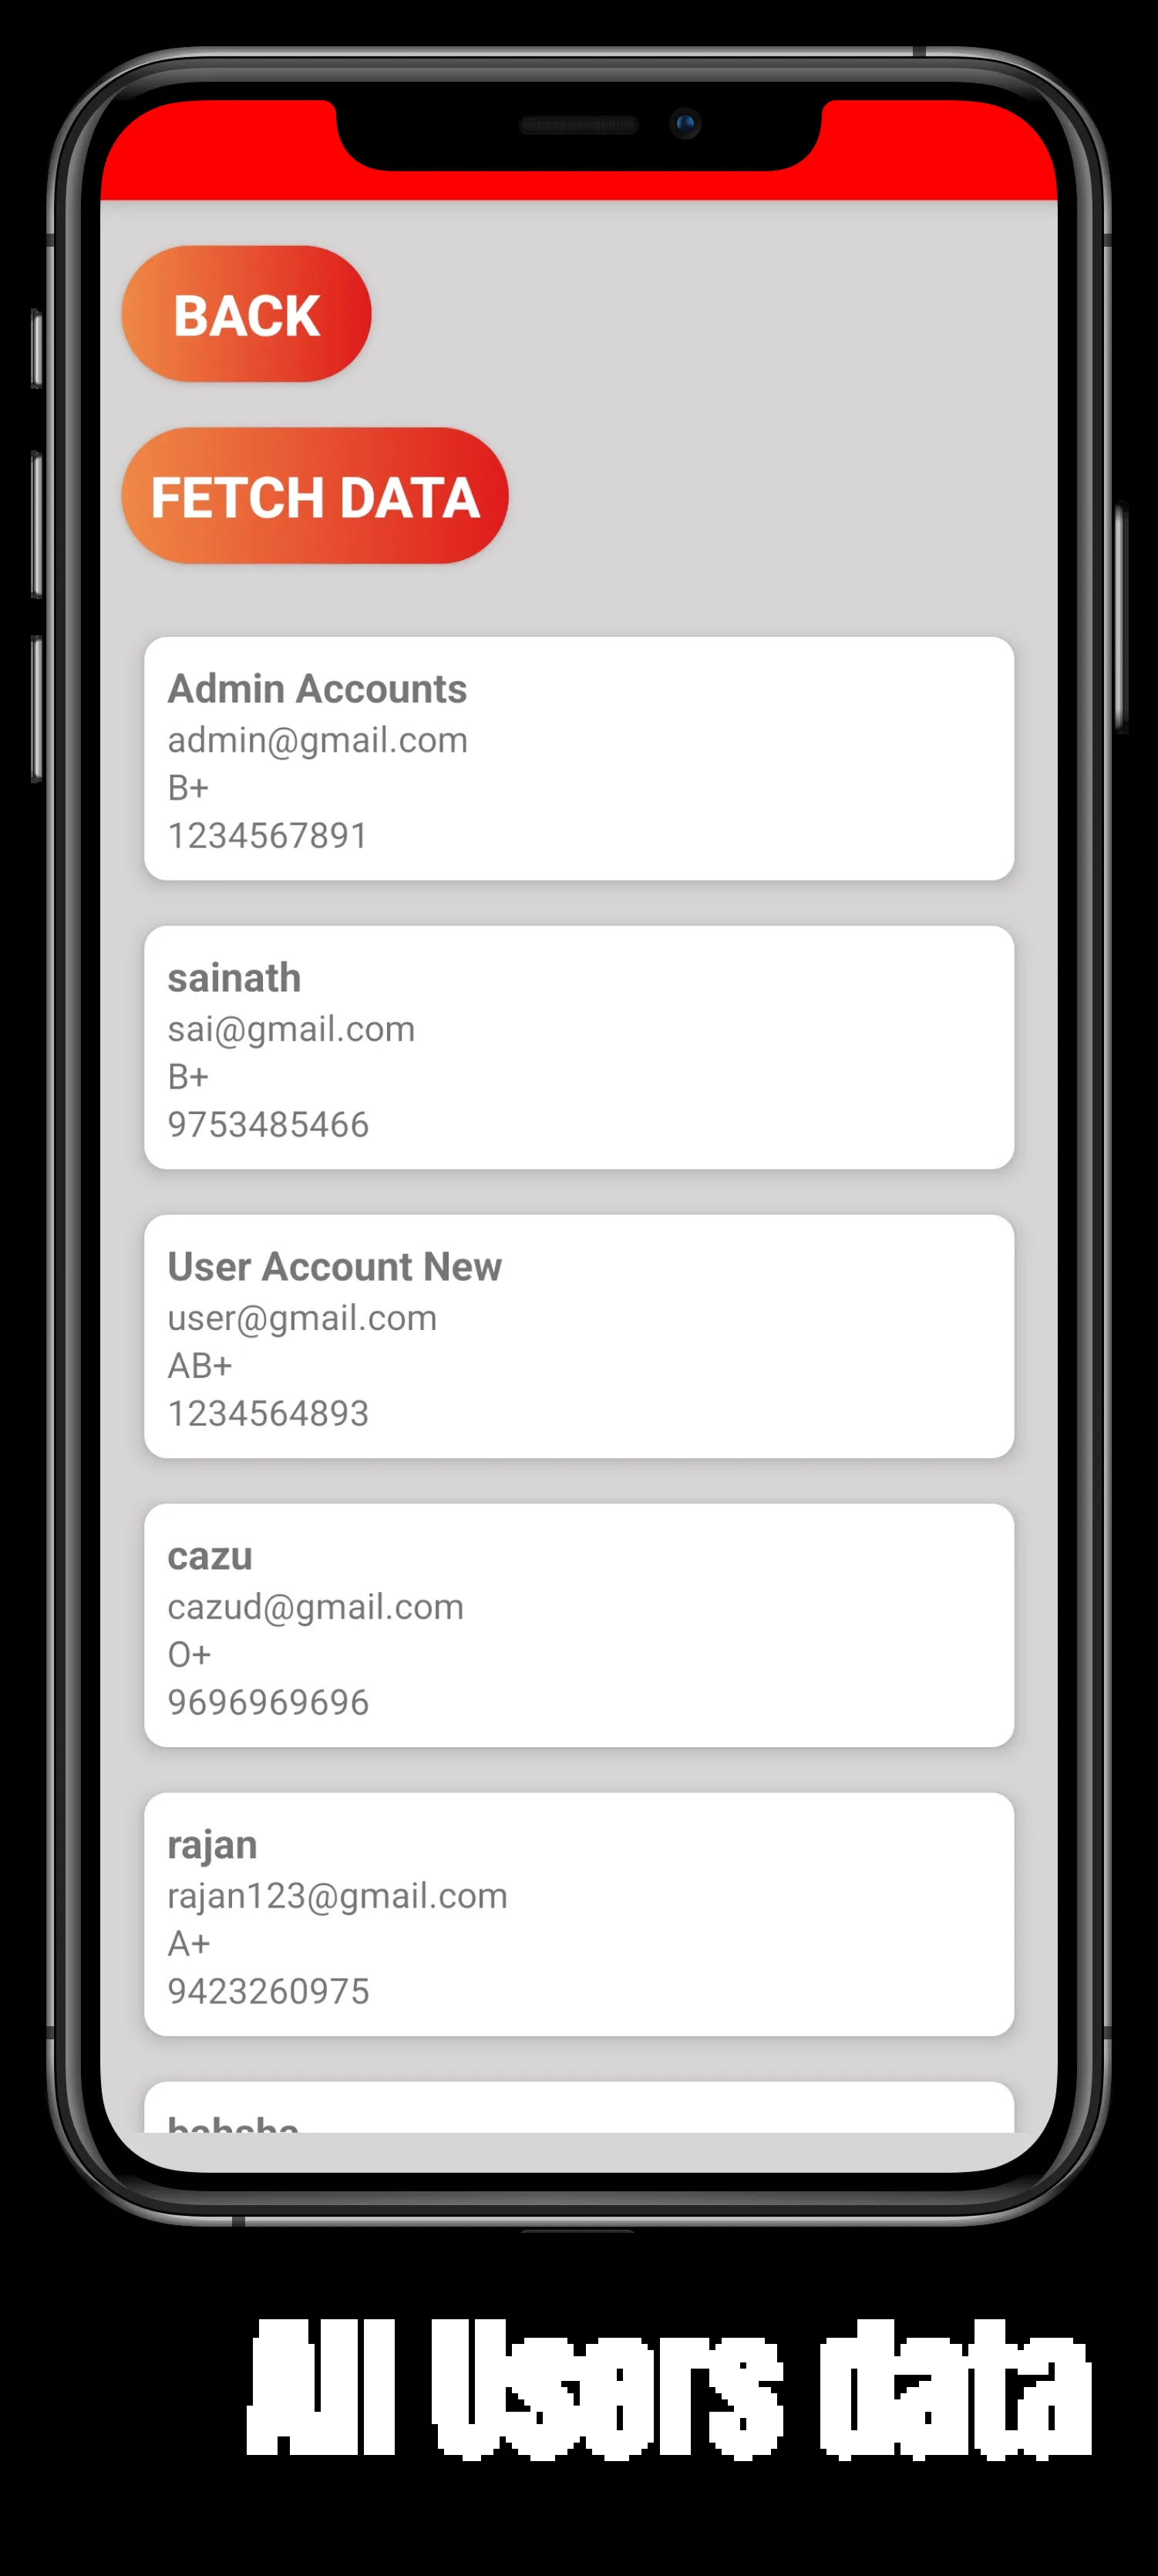 BACK
FETCH DATA
Admin Accounts
admin@gmail.com
B+
1234567891
sainath
sai@gmail.com
B+
9753485466
User Account New
user@gmail.com
AB+
1234564893
cazu
cazud@gmail.com
O+
9696969696
rajan
rajan123@gmail.com
A+
9423260975
All Users data